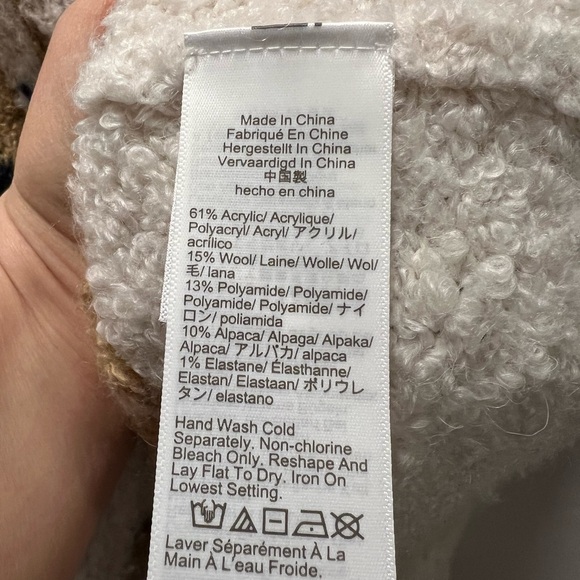 Made In China
Fabriqué En Chine
Hergestellt In China
Vervaardigd In China
中国製
hecho en china
61% Acrylic/ Acrylique/
Polyacryl/ Acryl/ アクリル/
acrílico
15% Wool/ Laine/ Wolle/ Wol/
毛/ lana
13% Polyamide/ Polyamide/
Polyamide/ Polyamide/ ナイ
ロン/ poliamida
10% Alpaca/ Alpaga/ Alpaka/
Alpaca/ アルパカ/ alpaca
1% Elastane/ Élasthanne/
Elastan/ Elastaan/ ポリウレ
タン/ elastano
Hand Wash Cold
Separately. Non-chlorine
Bleach Only. Reshape And
Lay Flat To Dry. Iron On
Lowest Setting.
Laver Séparément À La
Main À L'eau Froide.